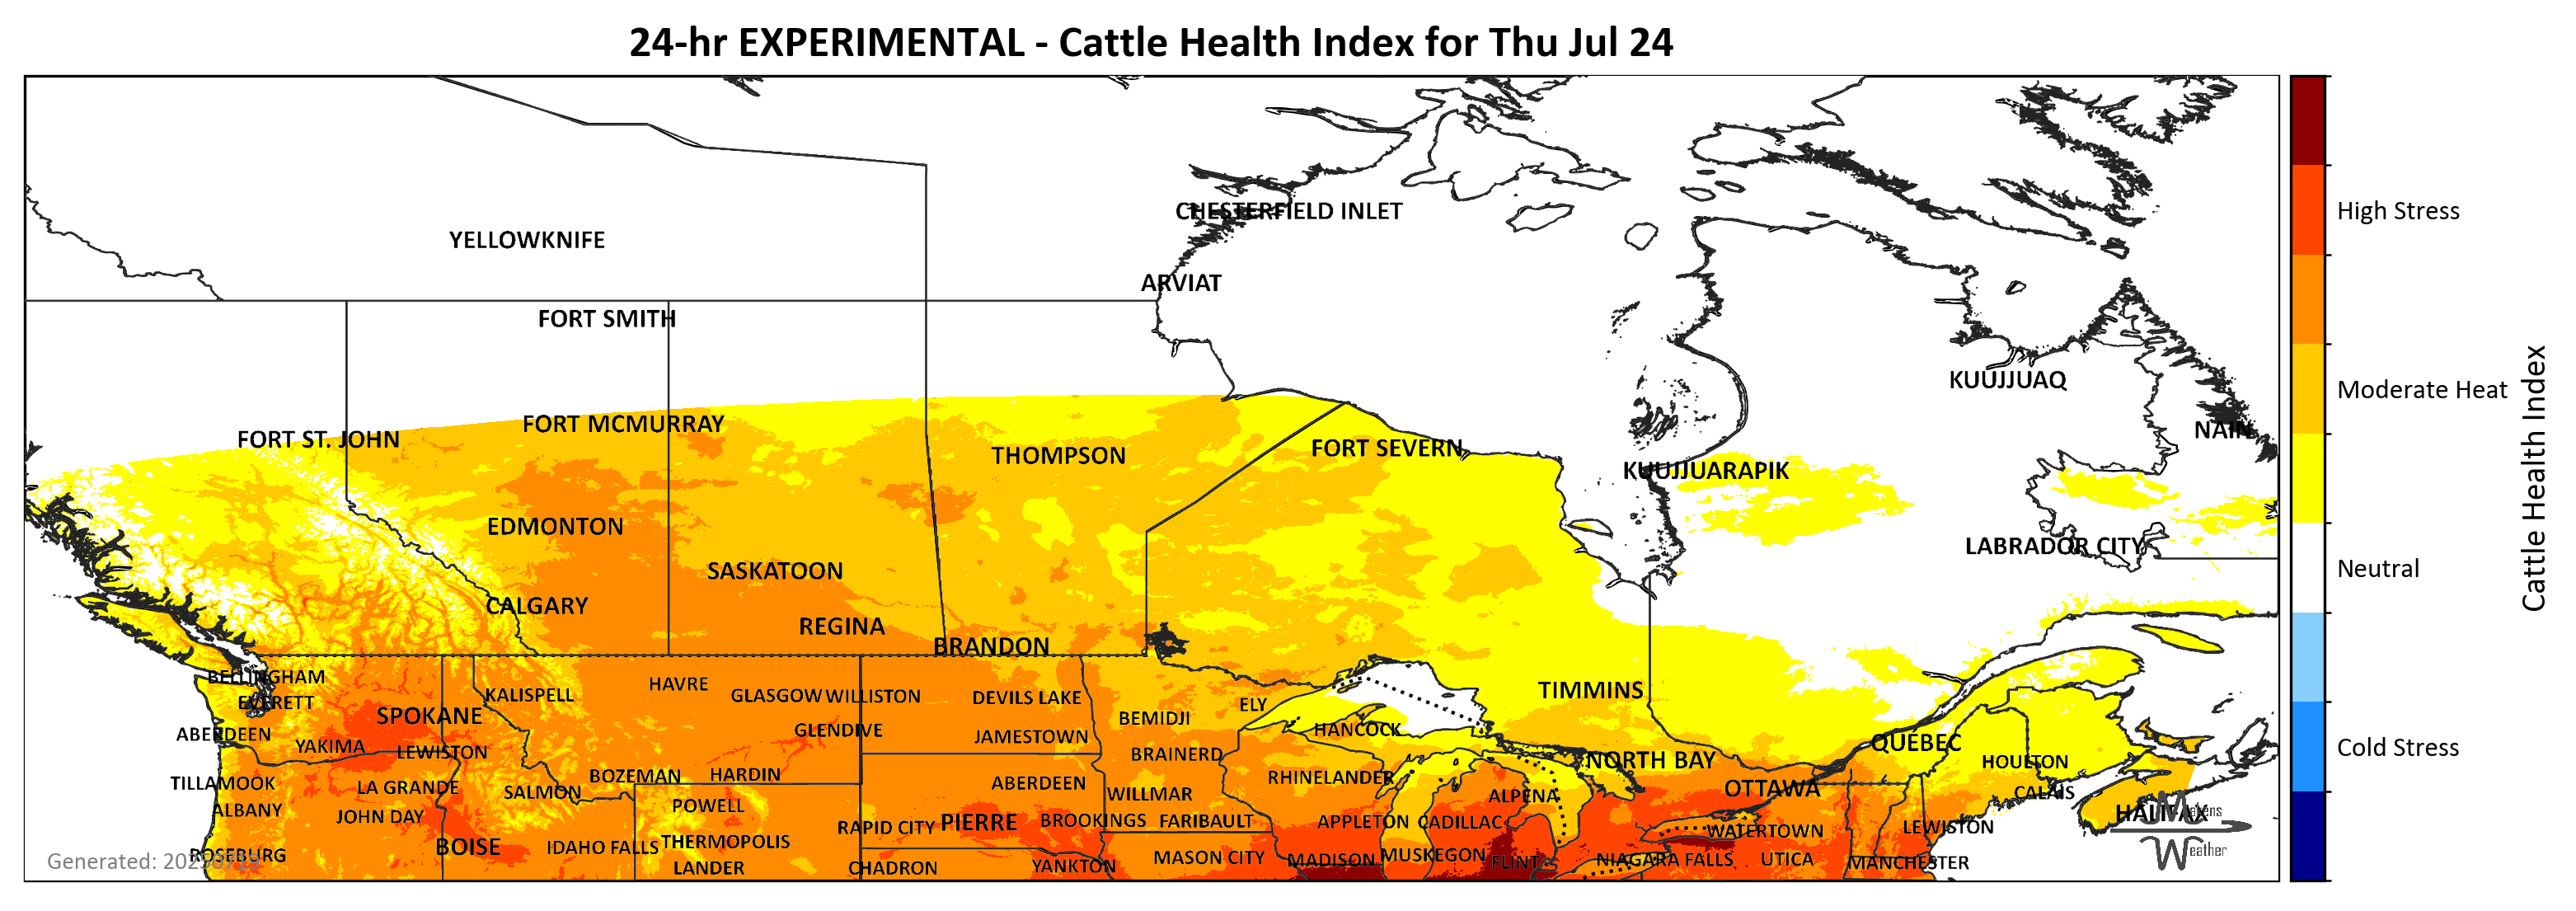 24-hr EXPERIMENTAL - Cattle Health Index for Thu Jul 24
CHESTERFIELD INLET
YELLOWKNIFE
ARVIAT
FORT SMITH
KUUJJUAQ
FORT MCMURRAY
NAIN
FORT ST. JOHN
FORT SEVERN
THOMPSON
KUUJJUARAPIK
EDMONTON
LABRADOR CITY
SASKATOON
CALGARY
REGINA
BRANDON
BELLINGHAM
HAVRE
TIMMINS
KALISPELL
GLASGOW WILLISTON
DEVILS LAKE
EVERETT
ELY
SPOKANE
BEMIDJI
GLENDIVE
HANCOCK
ABERDEEN
JAMESTOWN
QUEBEC
YAKIMA
LEWISTON
BRAINERD
NORTH BAY
HOULTON
BOZEMAN
HARDIN
RHINELANDER
TILLAMOOK
LA GRANDE
SALMON
ABERDEEN
WILLMAR
ALPENA
OTTAWA
CALAIS
ALBANY
JOHN DAY
POWELL
HALIFAX
Makens
Weather
RAPID CITY
PIERRE
BROOKINGS
FARIBAULT
APPLETON
CADILLAC
WATERTOWN
LEWISTON
BOISE
IDAHO FALLS
THERMOPOLIS
MASON CITY
MADISON
MUSKEGON
FLINT
NIAGARA FALLS
UTICA
MANCHESTER
ROSEBURG
LANDER
CHADRON
YANKTON
Generated:
High Stress
Moderate Heat
Neutral
Cold Stress
Cattle Health Index